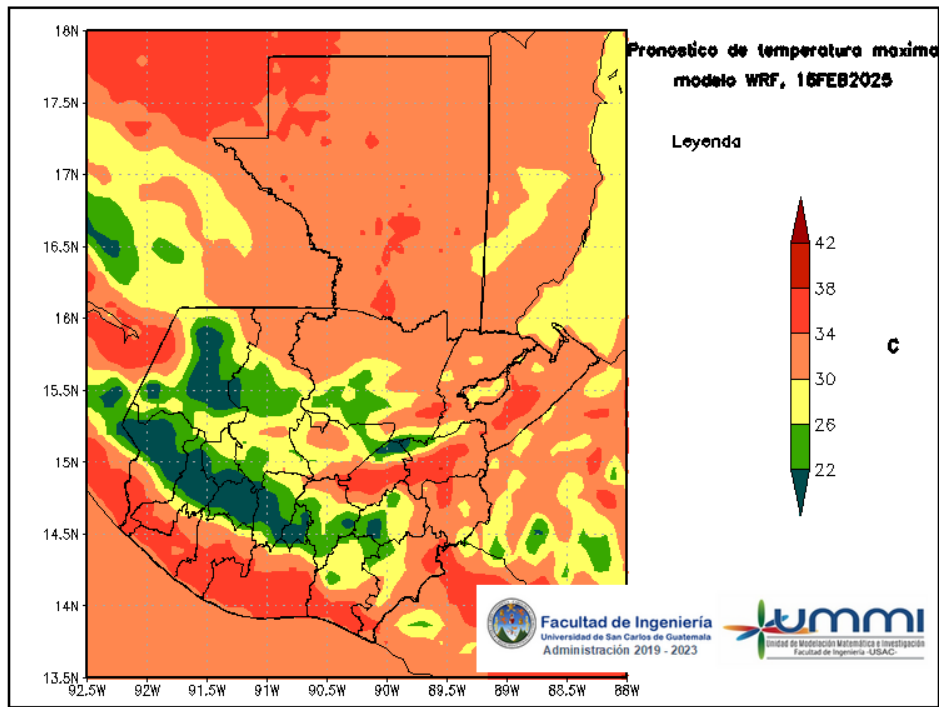 Pronostico de temperatura maxima
modelo WRF, 16FEB2025
Leyenda
18N
17.5N
17N
16.5N
16N
15.5N
15N
14.5N
14N
13.5N
92.5W
92W
91.5W
91W
90.5W
90W
89.5W
89W
88.5W
88W
42
38
34
30
26
22
C
Facultad de Ingeniería
Universidad de San Carlos de Guatemala
Administración 2019 - 2023
UMMI
Unidad de Modelación Matemática e Investigación
Facultad de Ingeniería -USAC-